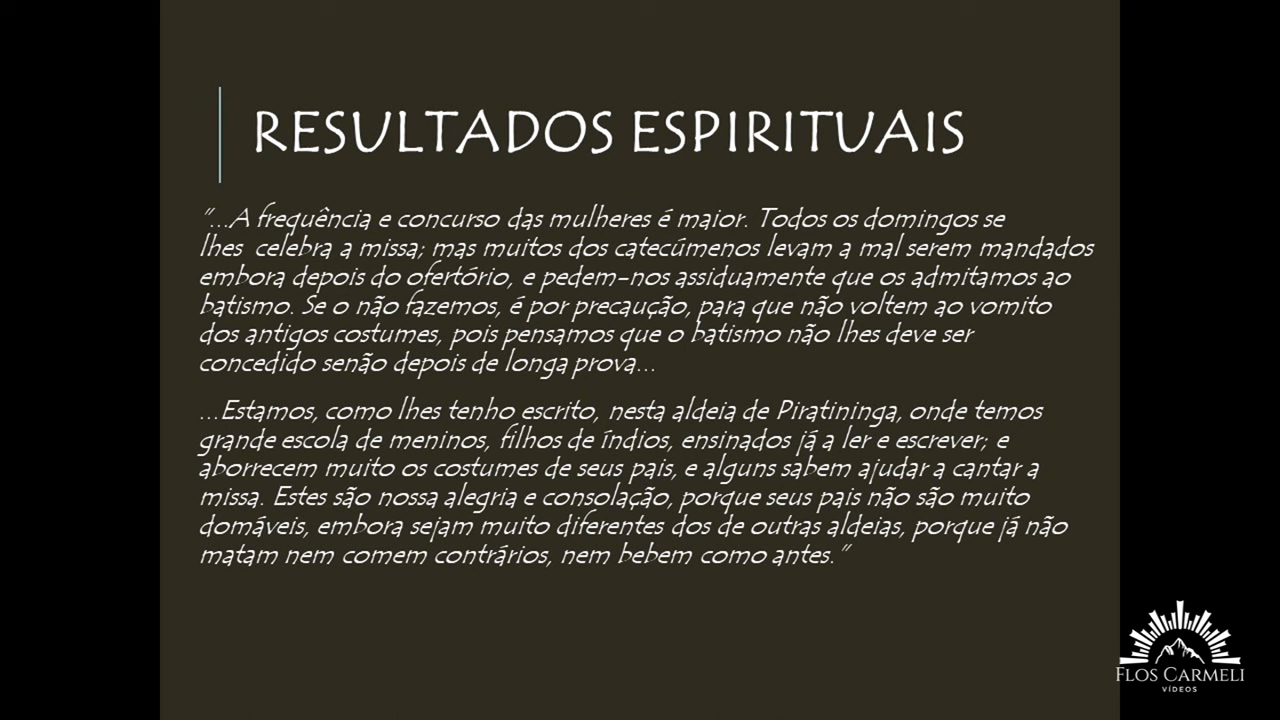 RESULTADOS ESPIRITUAIS
"...A frequência e concurso das mulheres é maior. Todos os domingos se
lhes celebra a missa; mas muitos dos catecúmenos levam a mal serem mandados
embora depois do ofertório, e pedem-nos assiduamente que os admitamos ao
batismo. Se o não fazemos, é por precaução, para que não voltem ao vomito
dos antigos costumes, pois pensamos que o batismo não lhes deve ser
concedido senão depois de longa prova...
...Estamos, como lhes tenho escrito, nesta aldeia de Piratininga, onde temos
grande escola de meninos, filhos de índios, ensinados já a ler e escrever; e
aborrecem muito os costumes de seus pais, e alguns sabem ajudar a cantar a
missa. Estes são nossa alegria e consolação, porque seus pais não são muito
domáveis, embora sejam muito diferentes dos de outras aldeias, porque já não
matam nem comem contrários, nem bebem como antes."
FLOS CARMELI
VÍDEOS